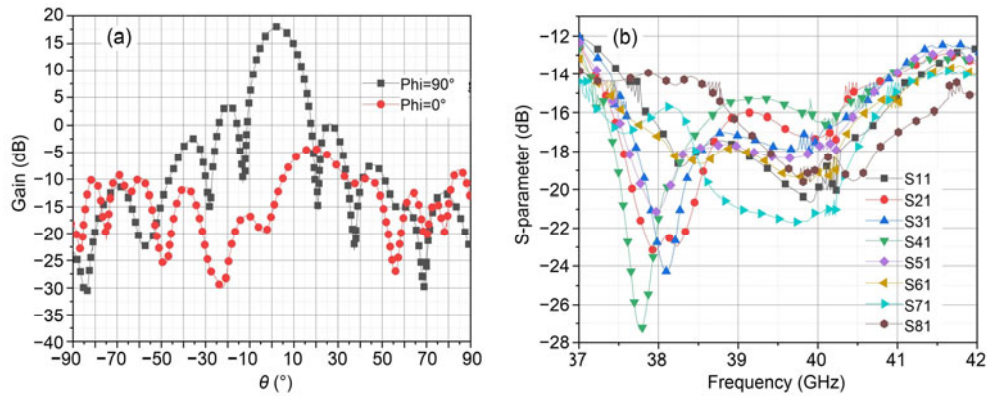 (a)
Gain (dB)
20
15
10
5
0
−5
−10
−15
−20
−25
−30
−35
−40
Phi=90°
Phi=0°
−90 −70 −50 −30 −10 10 30 50 70 90
θ (°)
(b)
S-parameter (dB)
−12
−14
−16
−18
−20
−22
−24
−26
−28
S11
S21
S31
S41
S51
S61
S71
S81
37 38 39 40 41 42
Frequency (GHz)